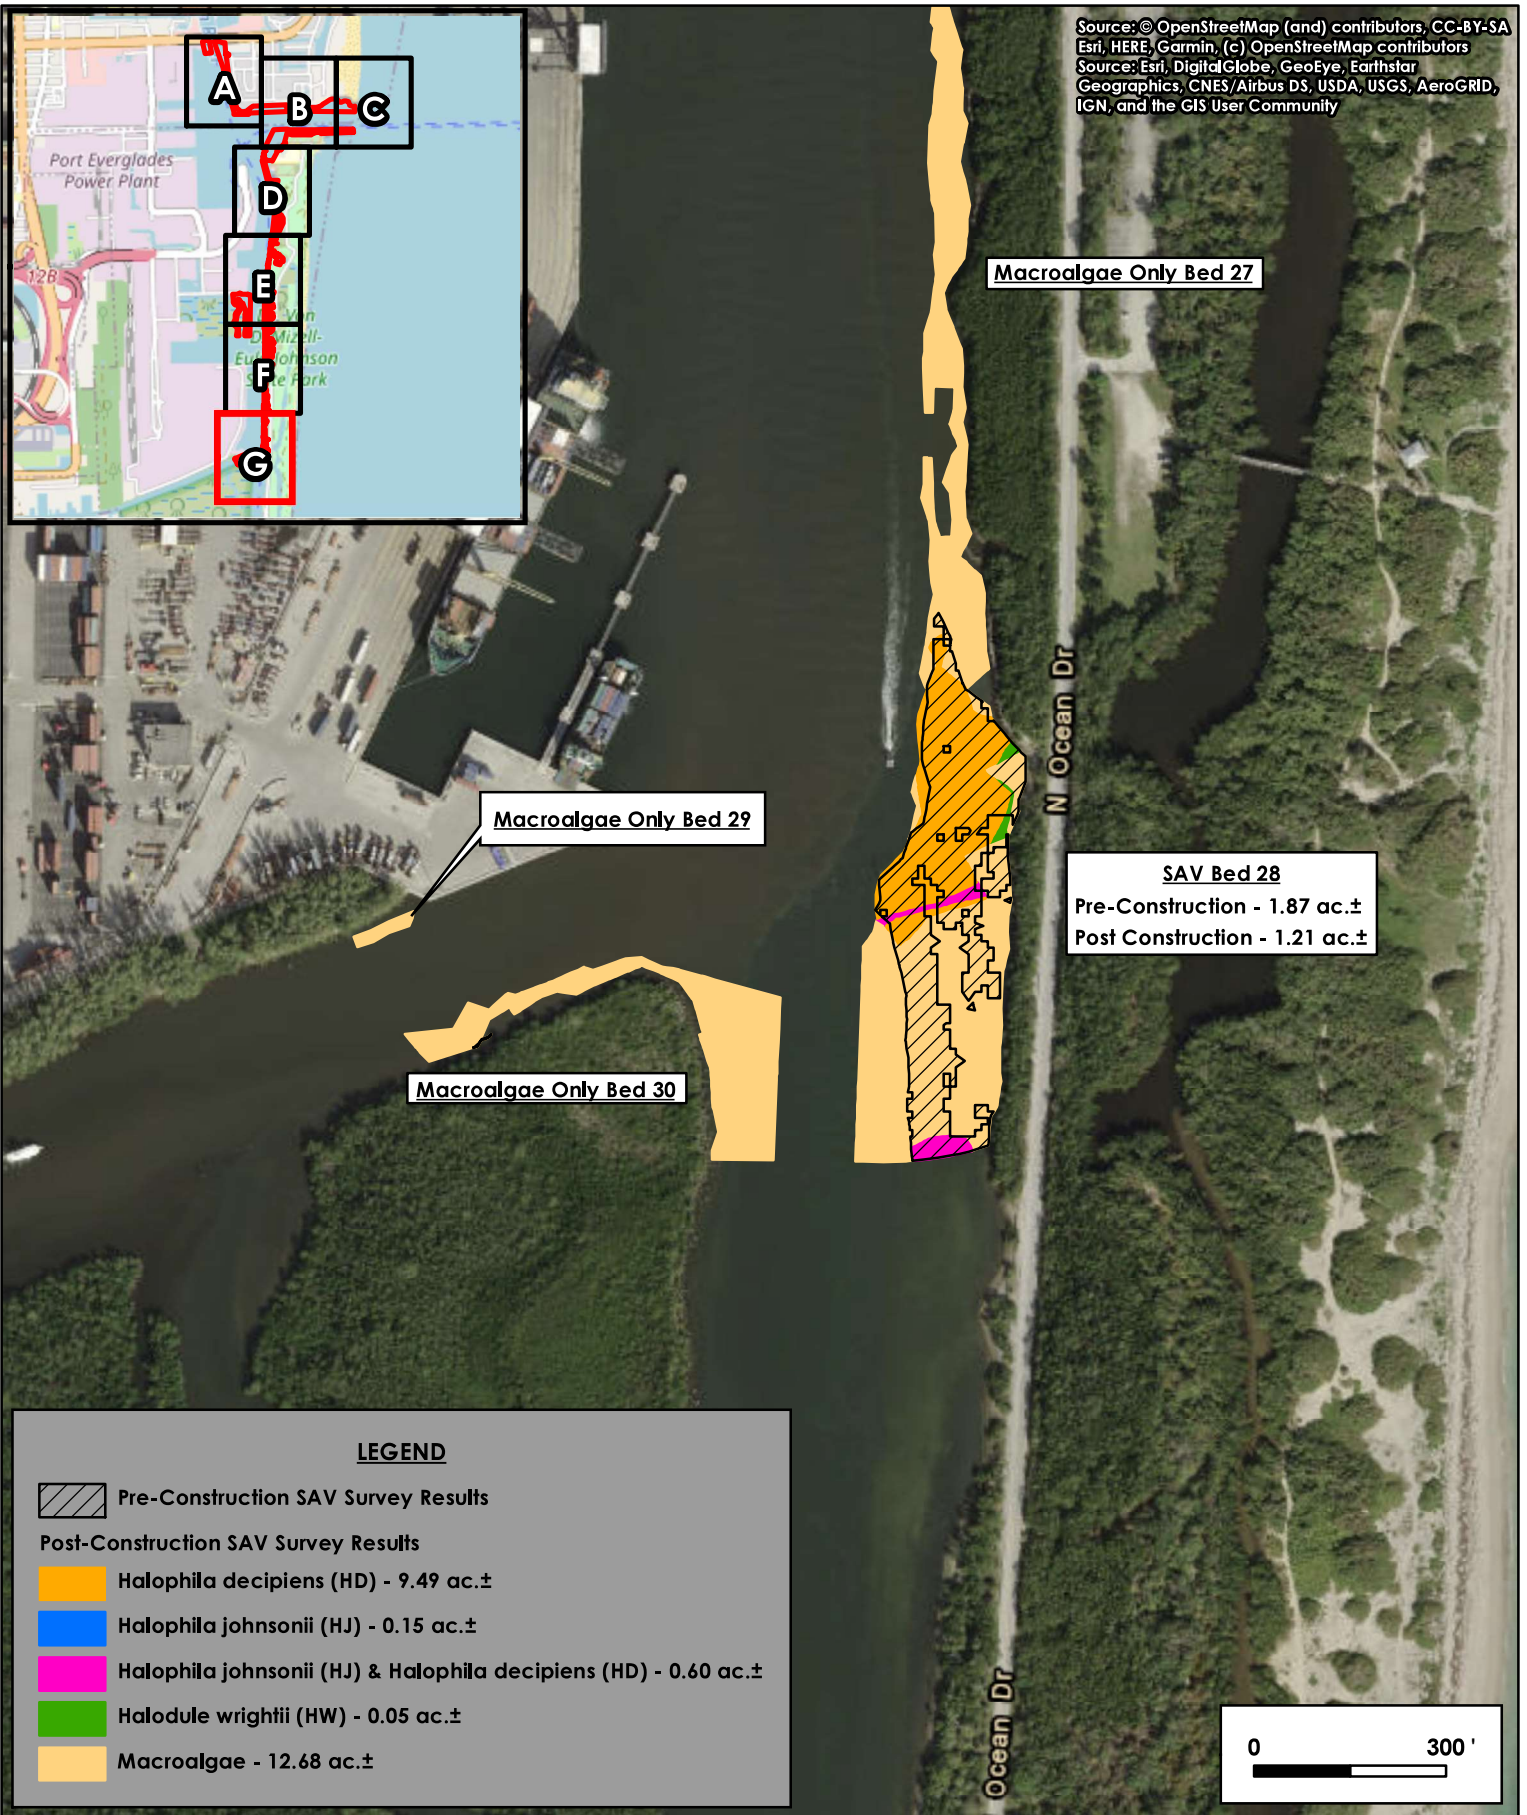 Source: © OpenStreetMap (and) contributors, CC-BY-SA
Esri, HERE, Garmin, (c) OpenStreetMap contributors
Source: Esri, DigitalGlobe, GeoEye, Earthstar
Geographics, CNES/Airbus DS, USDA, USGS, AeroGRID,
IGN, and the GIS User Community
A
B
C
Port Everglades
Power Plant
D
12B
E
F
State Park
G
Macroalgae Only Bed 27
N Ocean Dr
Macroalgae Only Bed 29
SAV Bed 28
Pre-Construction - 1.87 ac.±
Post Construction - 1.21 ac.±
Macroalgae Only Bed 30
LEGEND
Pre-Construction SAV Survey Results
Post-Construction SAV Survey Results
Halophila decipiens (HD) - 9.49 ac.±
Halophila johnsonii (HJ) - 0.15 ac.±
Halophila johnsonii (HJ) & Halophila decipiens (HD) - 0.60 ac.±
Halodule wrightii (HW) - 0.05 ac.±
Macroalgae - 12.68 ac.±
Ocean Dr
0 300 '